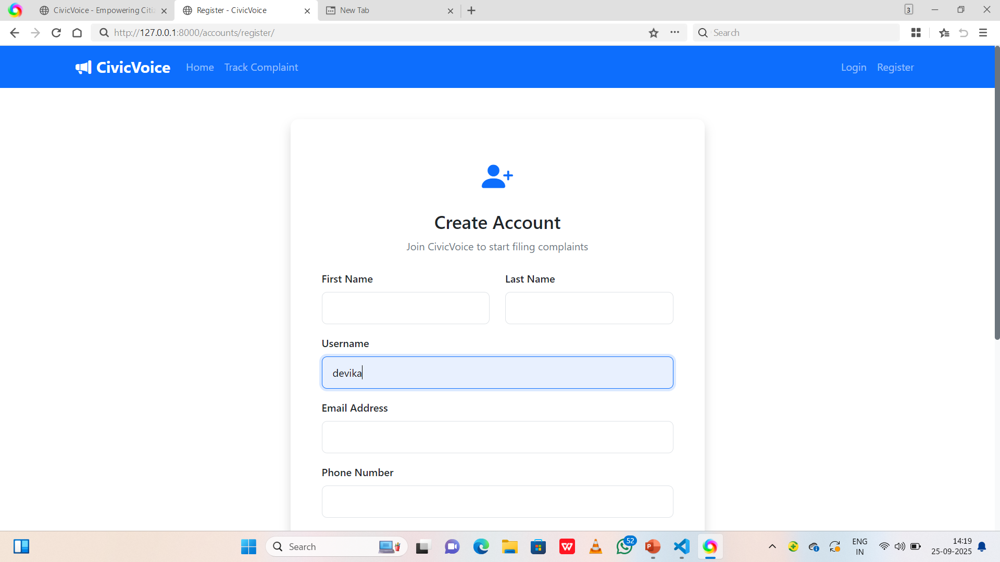 CivicVoice - Empowering Citiz
Register - CivicVoice
New Tab
3
http://127.0.0.1:8000/accounts/register/
Search
CivicVoice
Home
Track Complaint
Login
Register
Create Account
Join CivicVoice to start filing complaints
First Name
Last Name
Username
devika
Email Address
Phone Number
Search
52
ENG
IN
14:19
25-09-2025